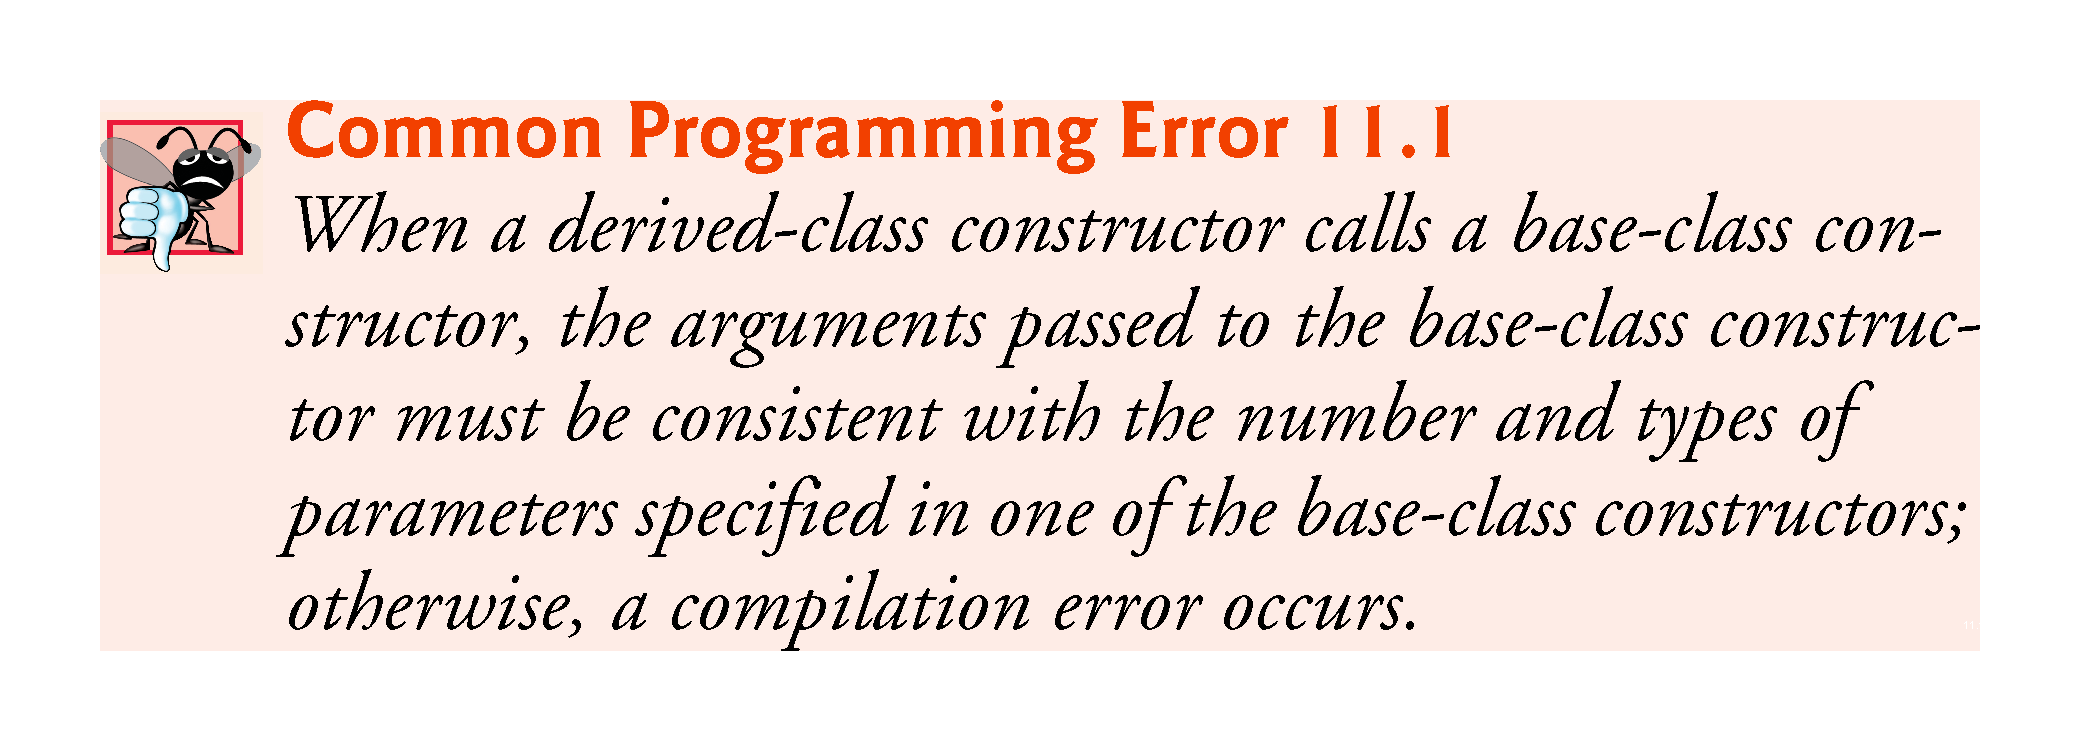 Common Programming Error 11.1
When a derived-class constructor calls a base-class con-
structor, the arguments passed to the base-class construc-
tor must be consistent with the number and types of
parameters specified in one of the base-class constructors;
otherwise, a compilation error occurs.
11